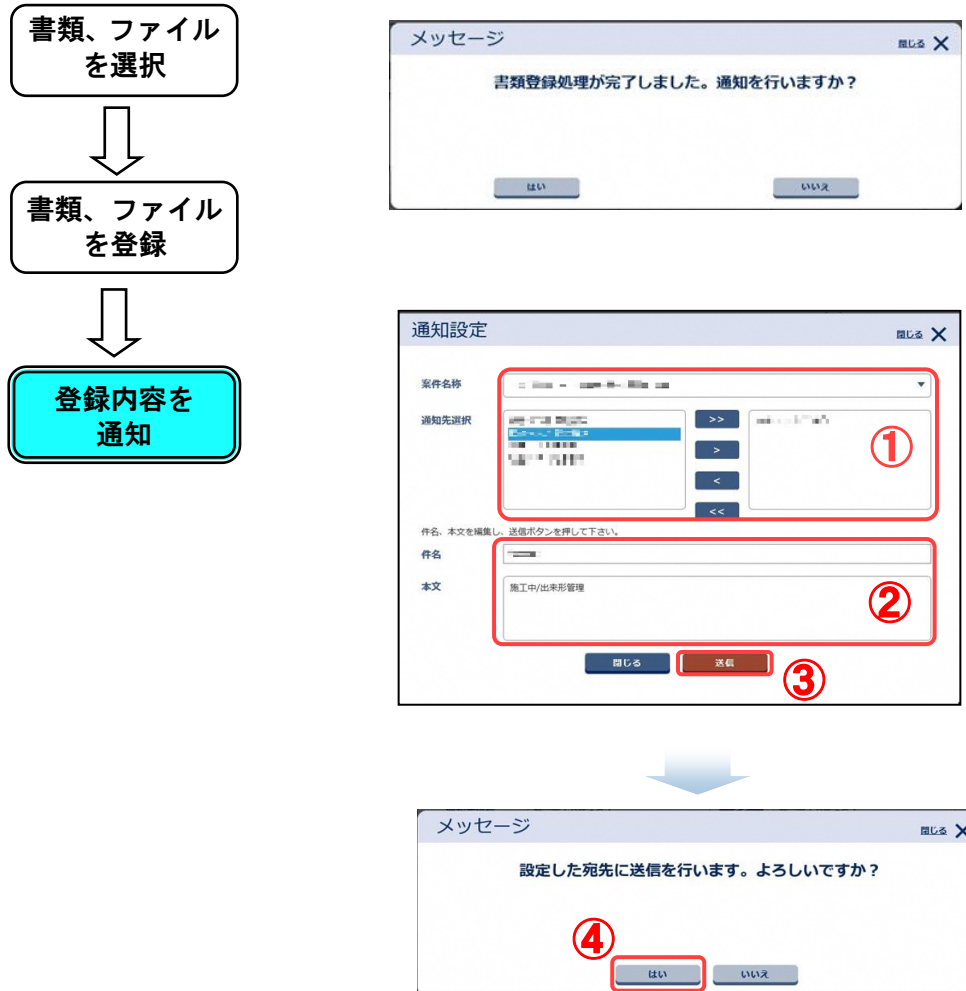 書類、ファイル
を選択
書類、ファイル
を登録
登録内容を
通知
メッセージ
閉じる
書類登録処理が完了しました。通知を行いますか？
はい
いいえ
通知設定
閉じる
案件名称
通知先選択
>>
>
<
<<
①
件名、本文を編集し、送信ボタンを押して下さい。
件名
本文
施工中/出来形管理
②
閉じる
送信
③
メッセージ
閉じる
設定した宛先に送信を行います。よろしいですか？
④
はい
いいえ